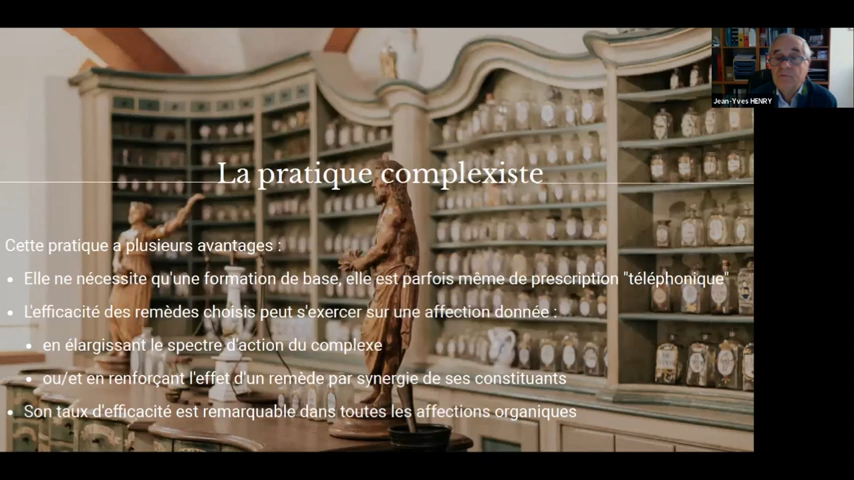 Jean-Yves HENRY
La pratique complexiste
Cette pratique a plusieurs avantages :
Elle ne nécessite qu'une formation de base, elle est parfois même de prescription "téléphonique"
L'efficacité des remèdes choisis peut s'exercer sur une affection donnée :
en élargissant le spectre d'action du complexe
ou/et en renforçant l'effet d'un remède par synergie de ses constituants
Son taux d'efficacité est remarquable dans toutes les affections organiques